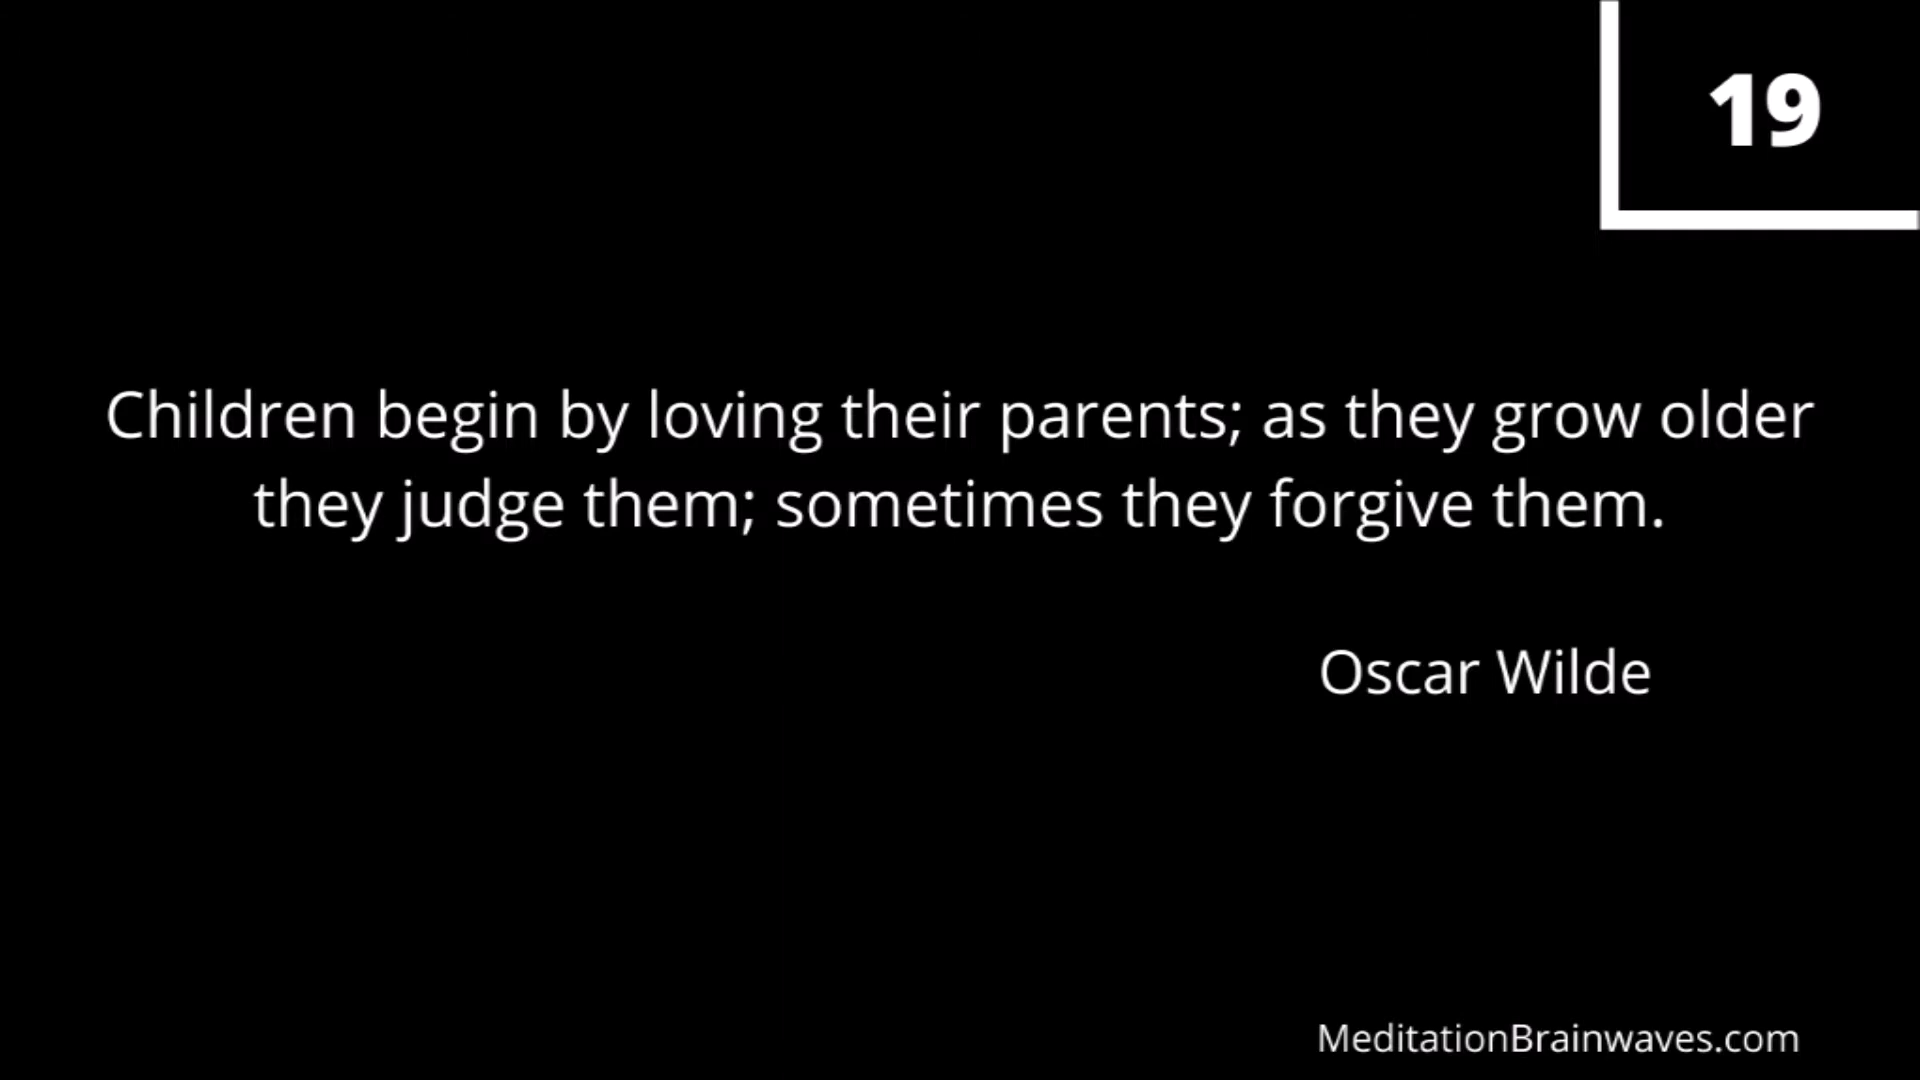 19
Children begin by loving their parents; as they grow older
they judge them; sometimes they forgive them.
Oscar Wilde
MeditationBrainwaves.com